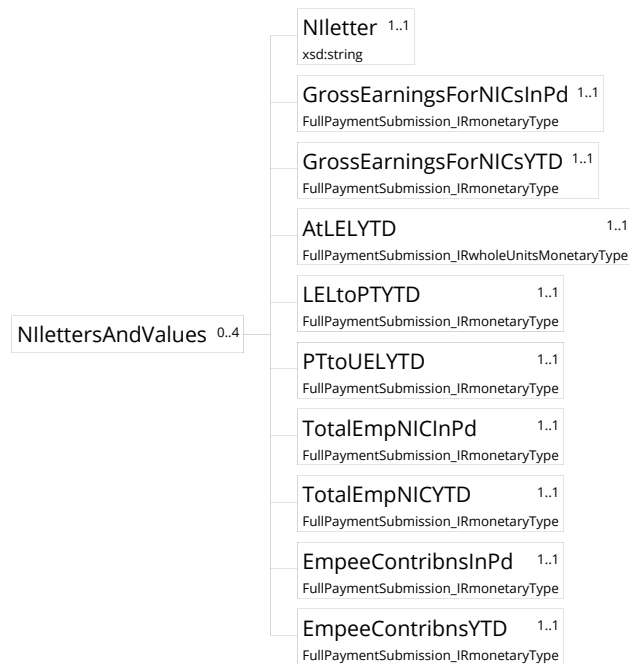 NIletter 1..1
xsd:string
GrossEarningsForNICsInPd 1..1
FullPaymentSubmission_IRmonetaryType
GrossEarningsForNICsYTD 1..1
FullPaymentSubmission_IRmonetaryType
AtLELYTD 1..1
FullPaymentSubmission_IRwholeUnitsMonetaryType
LELtoPTYTD 1..1
FullPaymentSubmission_IRmonetaryType
NIlettersAndValues 0..4
PTtoUELYTD 1..1
FullPaymentSubmission_IRmonetaryType
TotalEmpNICInPd 1..1
FullPaymentSubmission_IRmonetaryType
TotalEmpNICYTD 1..1
FullPaymentSubmission_IRmonetaryType
EmpeeContribnsInPd 1..1
FullPaymentSubmission_IRmonetaryType
EmpeeContribnsYTD 1..1
FullPaymentSubmission_IRmonetaryType